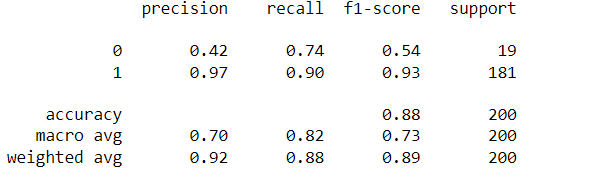 precision recall f1-score support
0 0.42 0.74 0.54 19
1 0.97 0.90 0.93 181
accuracy 0.88 200
macro avg 0.70 0.82 0.73 200
weighted avg 0.92 0.88 0.89 200